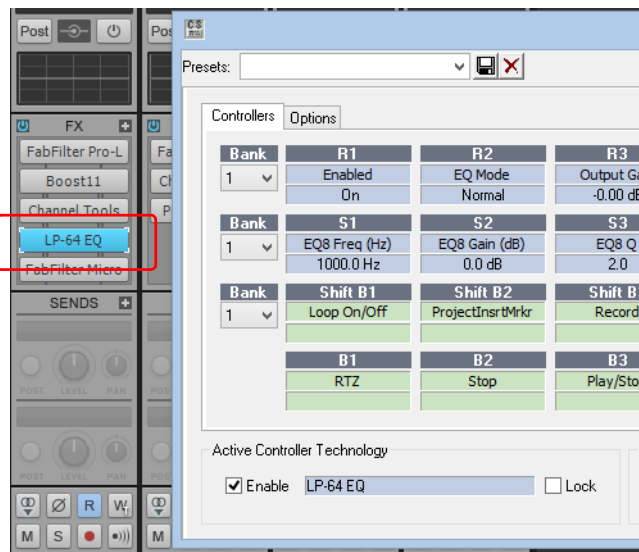 Post
Pos
Presets:
FX
FabFilter Pro-L
Boost11
Channel Tools
LP-64 EQ
FabFilter Micro
SENDS
POST LEVEL PAN
POST LEVEL PAN
R W
M S
M
Fa
Ch
P
Controllers Options
Bank R1 R2 R3
1 Enabled EQ Mode Output Ga
On Normal -0.00 dB
Bank S1 S2 S3
1 EQ8 Freq (Hz) EQ8 Gain (dB) EQ8 Q
1000.0 Hz 0.0 dB 2.0
Bank Shift B1 Shift B2 Shift B
1 Loop On/Off ProjectInsrtMrkr Record
B1 B2 B3
RTZ Stop Play/Sto
Active Controller Technology
Enable LP-64 EQ Lock